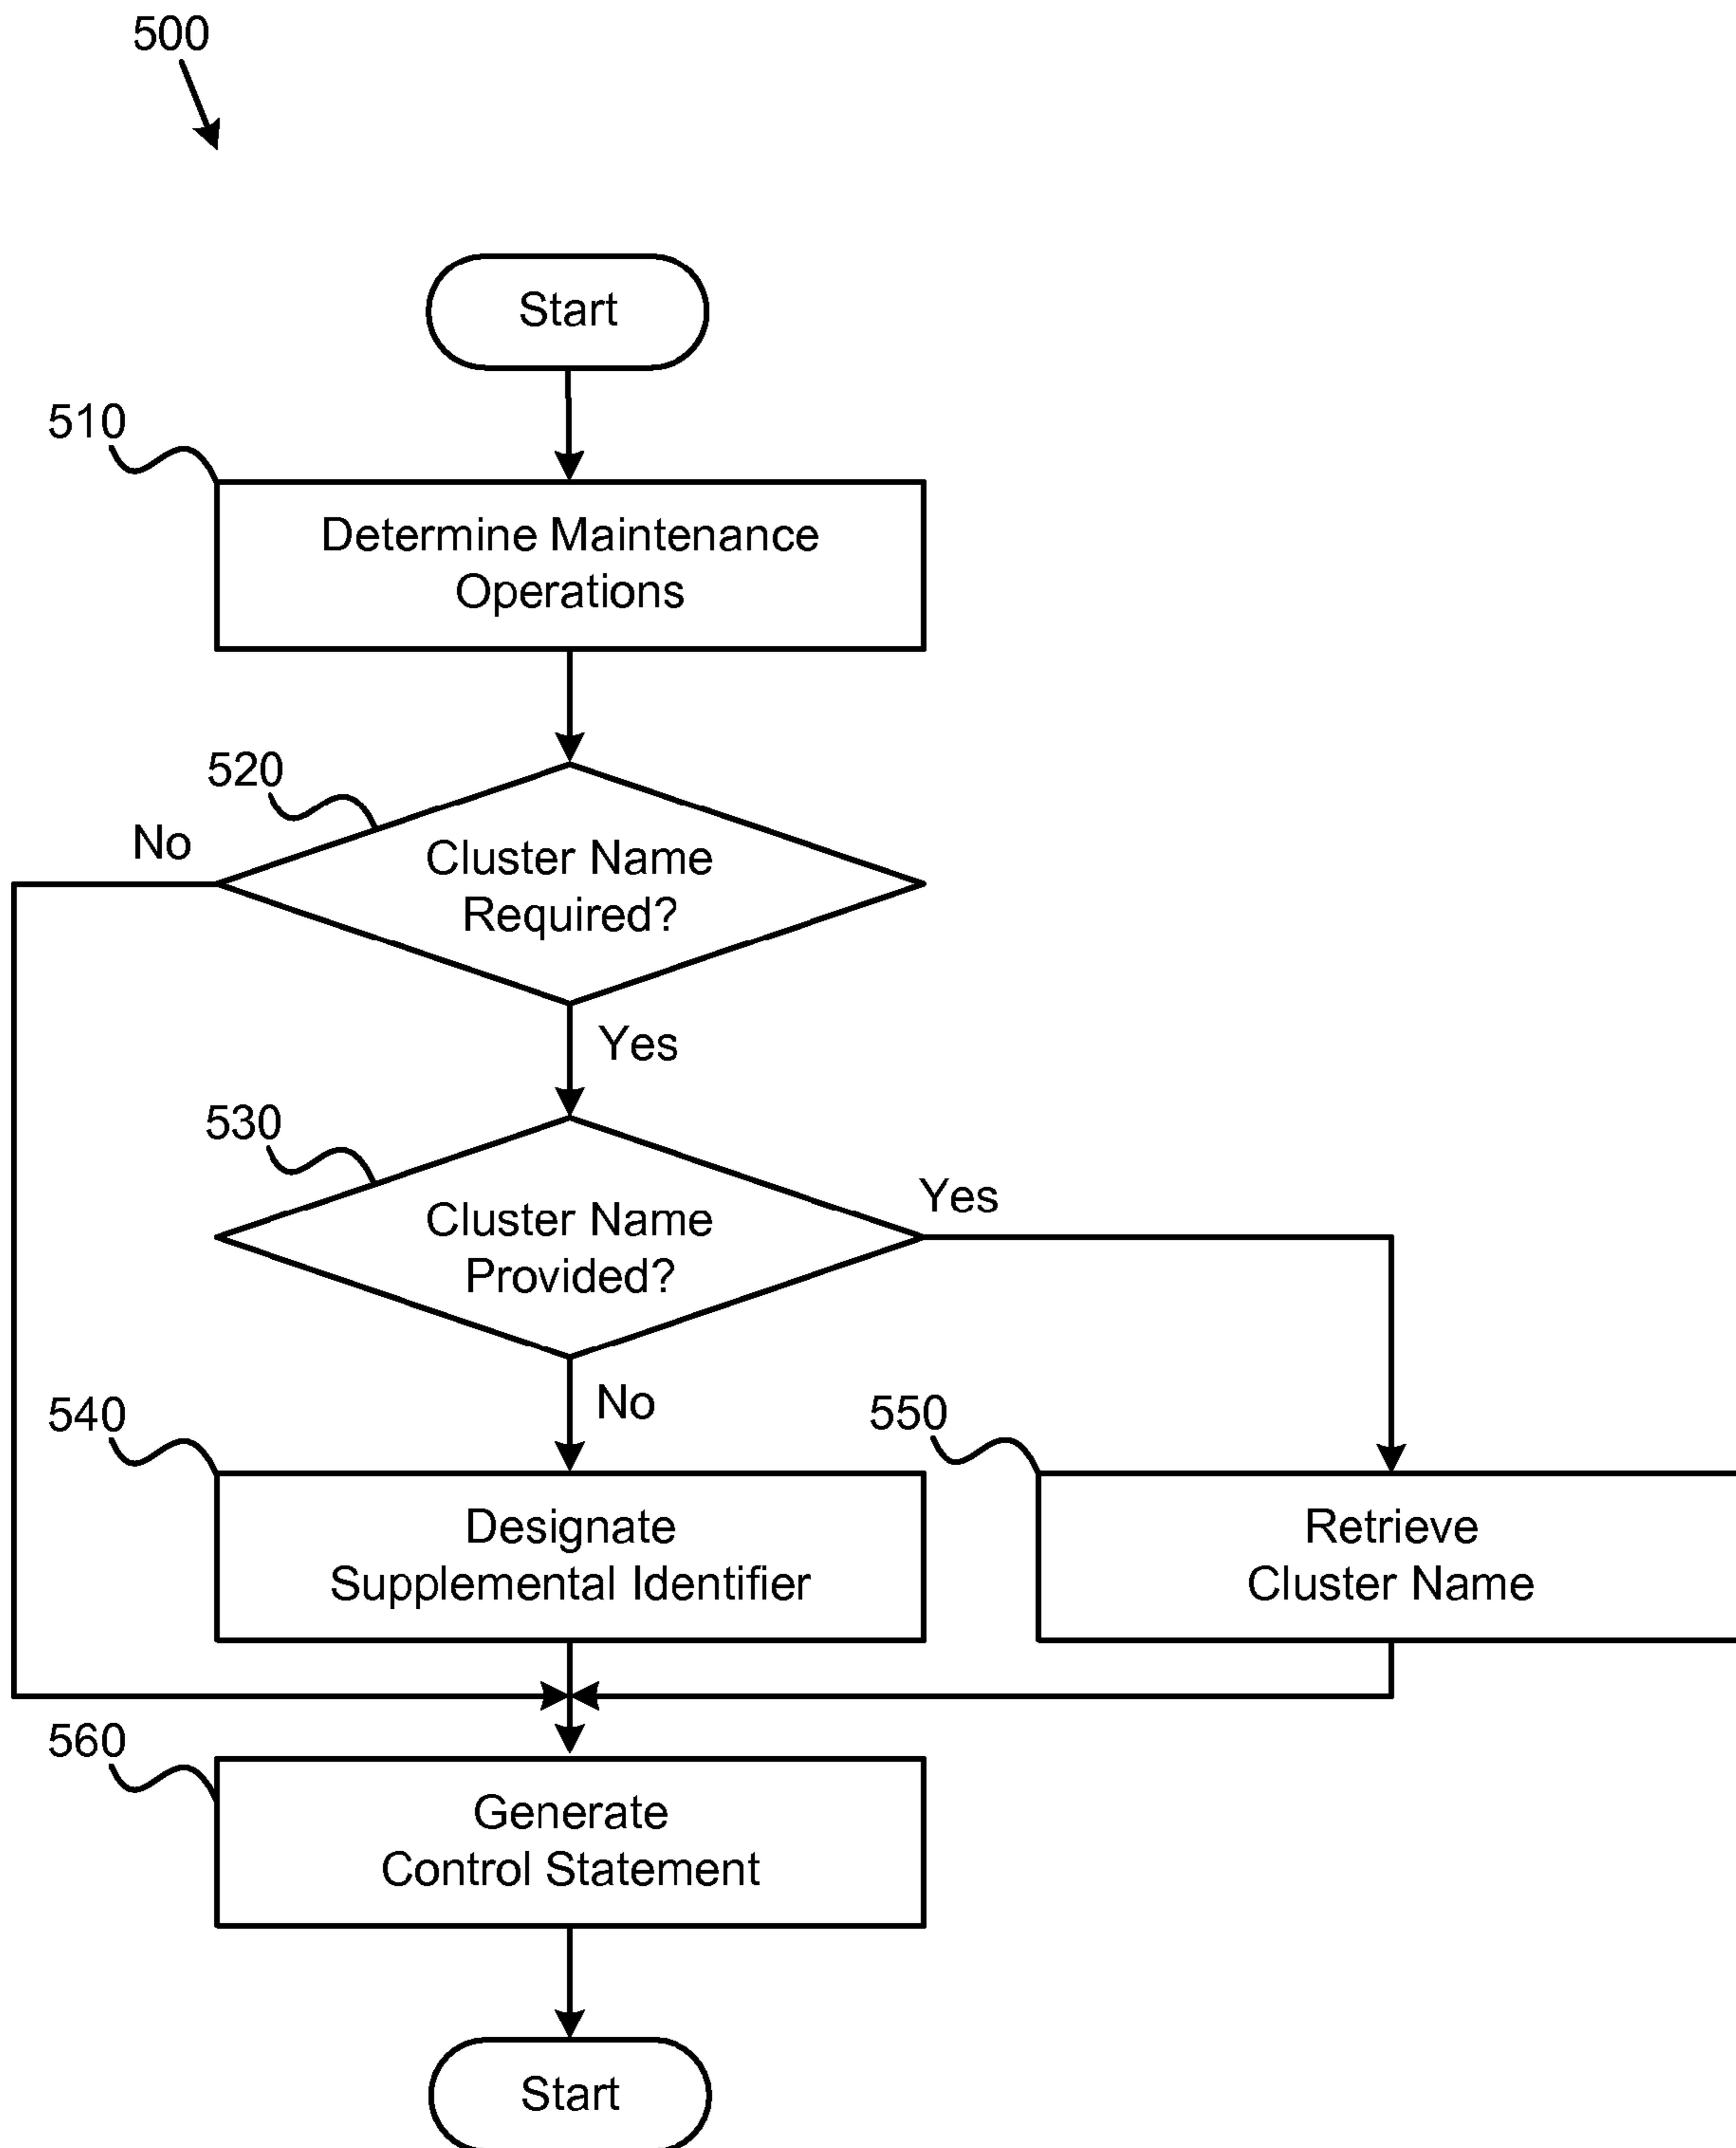 500
Start
510
Determine Maintenance
Operations
520
No
Cluster Name
Required?
Yes
530
Cluster Name
Provided?
Yes
No
540
Designate
Supplemental Identifier
550
Retrieve
Cluster Name
560
Generate
Control Statement
Start